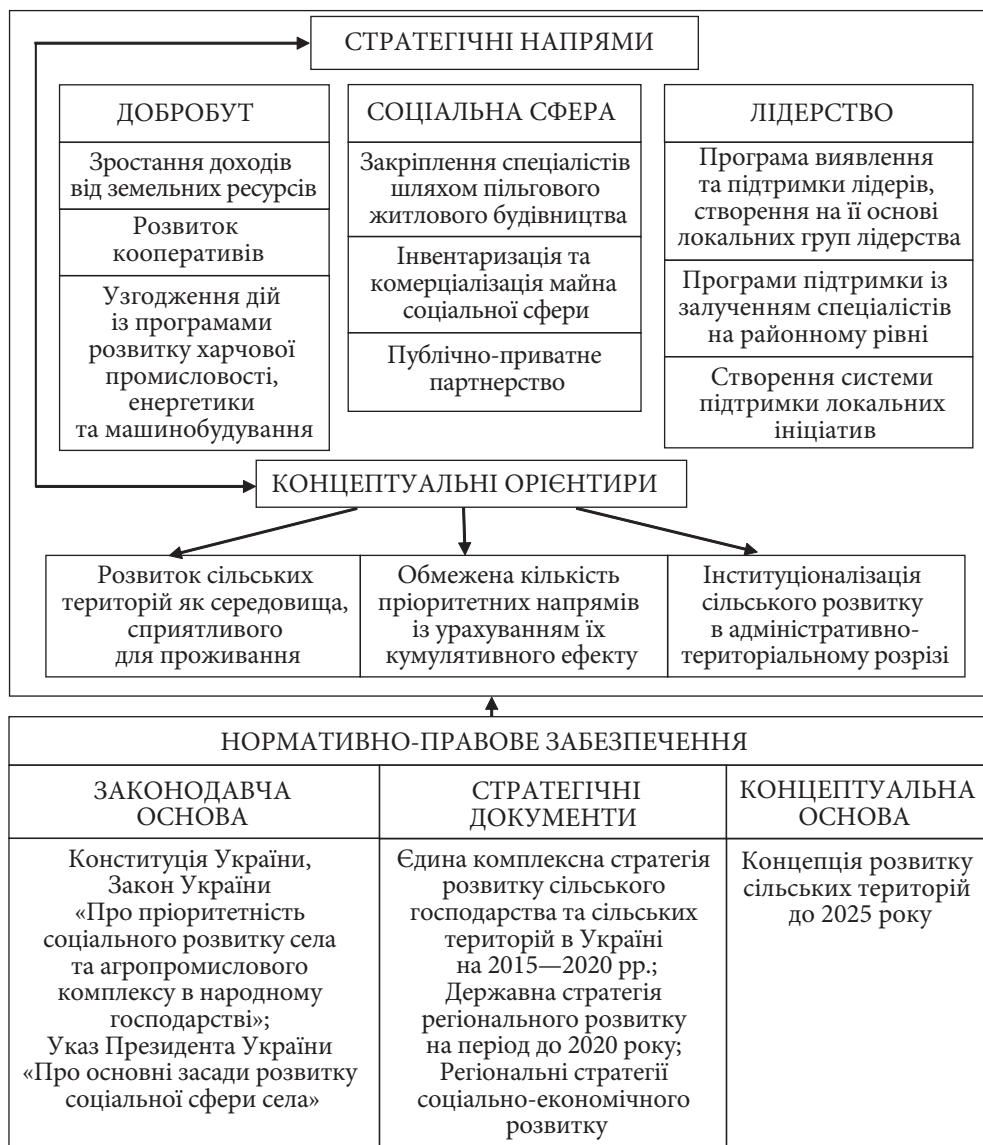 СТРАТЕГІЧНІ НАПРЯМИ
ДОБРОБУТ
Зростання доходів
від земельних ресурсів
Розвиток
кооперативів
Узгодження дій
із програмами
розвитку харчової
промисловості,
енергетики
та машинобудування
СОЦІАЛЬНА СФЕРА
Закріплення спеціалістів
шляхом пільгового
житлового будівництва
Інвентаризація та
комерціалізація майна
соціальної сфери
Публічно-приватне
партнерство
ЛІДЕРСТВО
Програма виявлення
та підтримки лідерів,
створення на її основі
локальних груп лідерства
Програми підтримки із
залученням спеціалістів
на районному рівні
Створення системи
підтримки локальних
ініціатив
КОНЦЕПТУАЛЬНІ ОРІЄНТИРИ
Розвиток сільських
територій як середовища,
сприятливого
для проживання
Обмежена кількість
пріоритетних напрямів
із урахуванням їх
кумулятивного ефекту
Інституціоналізація
сільського розвитку
в адміністративно-
територіальному розрізі
НОРМАТИВНО-ПРАВОВЕ ЗАБЕЗПЕЧЕННЯ
ЗАКОНОДАВЧА
ОСНОВА
Конституція України,
Закон України
«Про пріоритетність
соціального розвитку села
та агропромислового
комплексу в народному
господарстві»;
Указ Президента України
«Про основні засади розвитку
соціальної сфери села»
СТРАТЕГІЧНІ
ДОКУМЕНТИ
Єдина комплексна стратегія
розвитку сільського
господарства та сільських
територій в Україні
на 2015—2020 рр.;
Державна стратегія
регіонального розвитку
на період до 2020 року;
Регіональні стратегії
соціально-економічного
розвитку
КОНЦЕПТУАЛЬНА
ОСНОВА
Концепція розвитку
сільських територій
до 2025 року